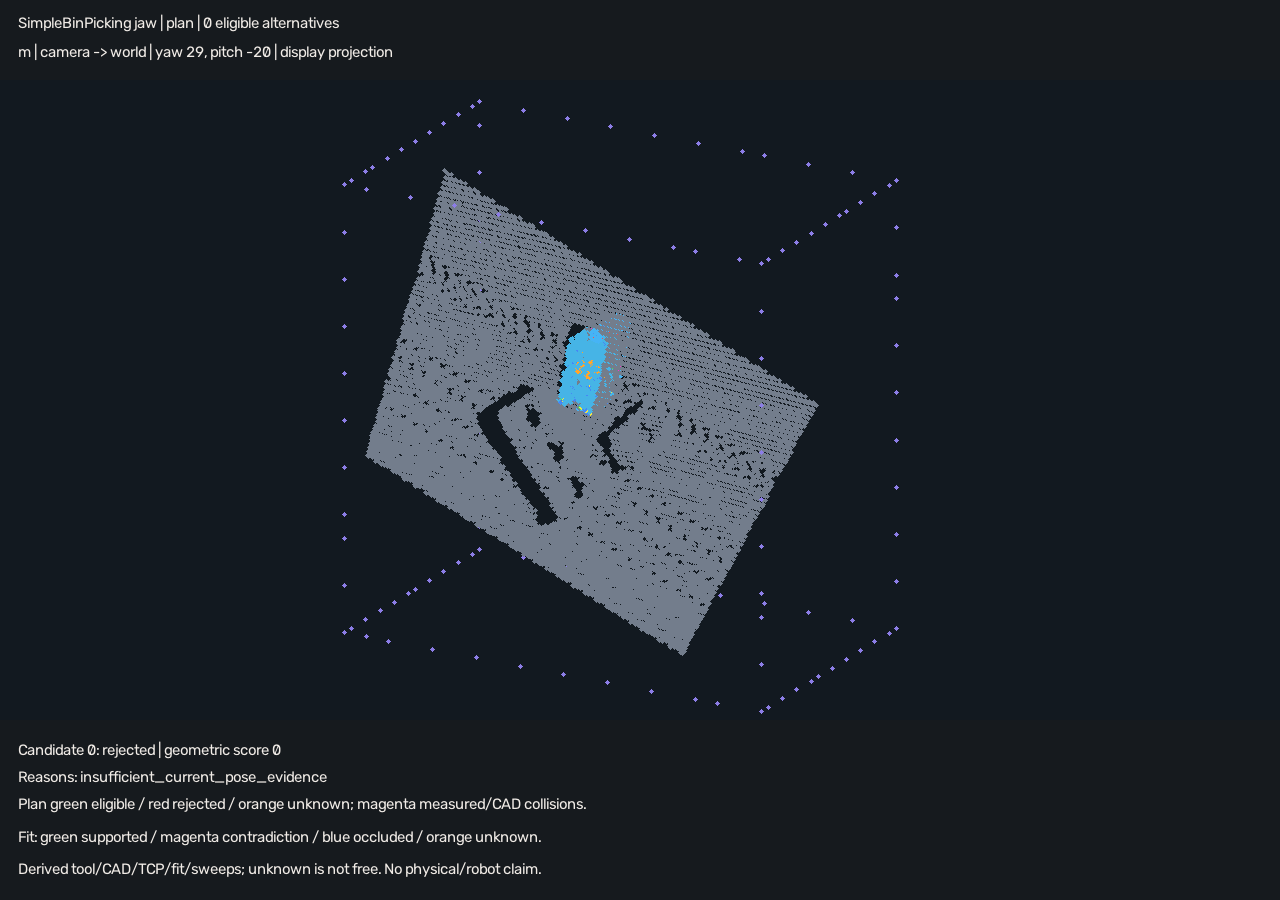 SimpleBinPicking jaw | plan | 0 eligible alternatives
m | camera -> world | yaw 29, pitch -20 | display projection
Candidate 0: rejected | geometric score 0
Reasons: insufficient_current_pose_evidence
Plan green eligible / red rejected / orange unknown; magenta measured/CAD collisions.
Fit: green supported / magenta contradiction / blue occluded / orange unknown.
Derived tool/CAD/TCP/fit/sweeps; unknown is not free. No physical/robot claim.